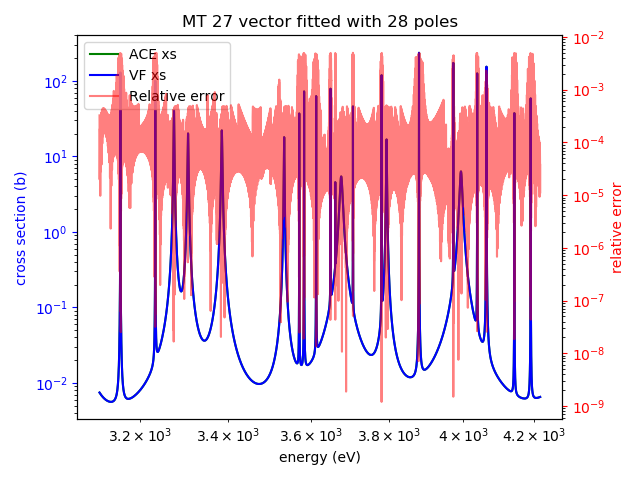 MT 27 vector fitted with 28 poles
ACE xs
VF xs
Relative error
cross section (b)
10²
10¹
10⁰
10⁻¹
10⁻²
10⁻²
10⁻³
10⁻⁴
10⁻⁵
10⁻⁶
10⁻⁷
10⁻⁸
10⁻⁹
relative error
3.2 × 10³ 3.4 × 10³ 3.6 × 10³ 3.8 × 10³ 4 × 10³ 4.2 × 10³
energy (eV)